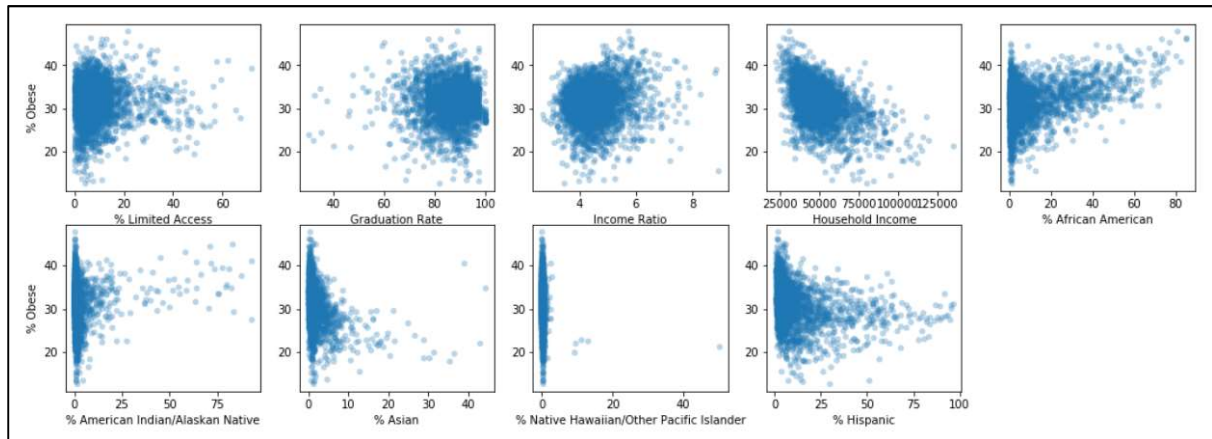 % Obese
40
30
20
0 20 40 60
% Limited Access
40
30
20
40 60 80 100
Graduation Rate
40
30
20
4 6 8
Income Ratio
40
30
20
25000 50000 75000 100000 125000
Household Income
40
30
20
0 20 40 60 80
% African American
% Obese
40
30
20
0 25 50 75
% American Indian/Alaskan Native
40
30
20
0 10 20 30 40
% Asian
40
30
20
0 20 40
% Native Hawaiian/Other Pacific Islander
40
30
20
0 25 50 75 100
% Hispanic